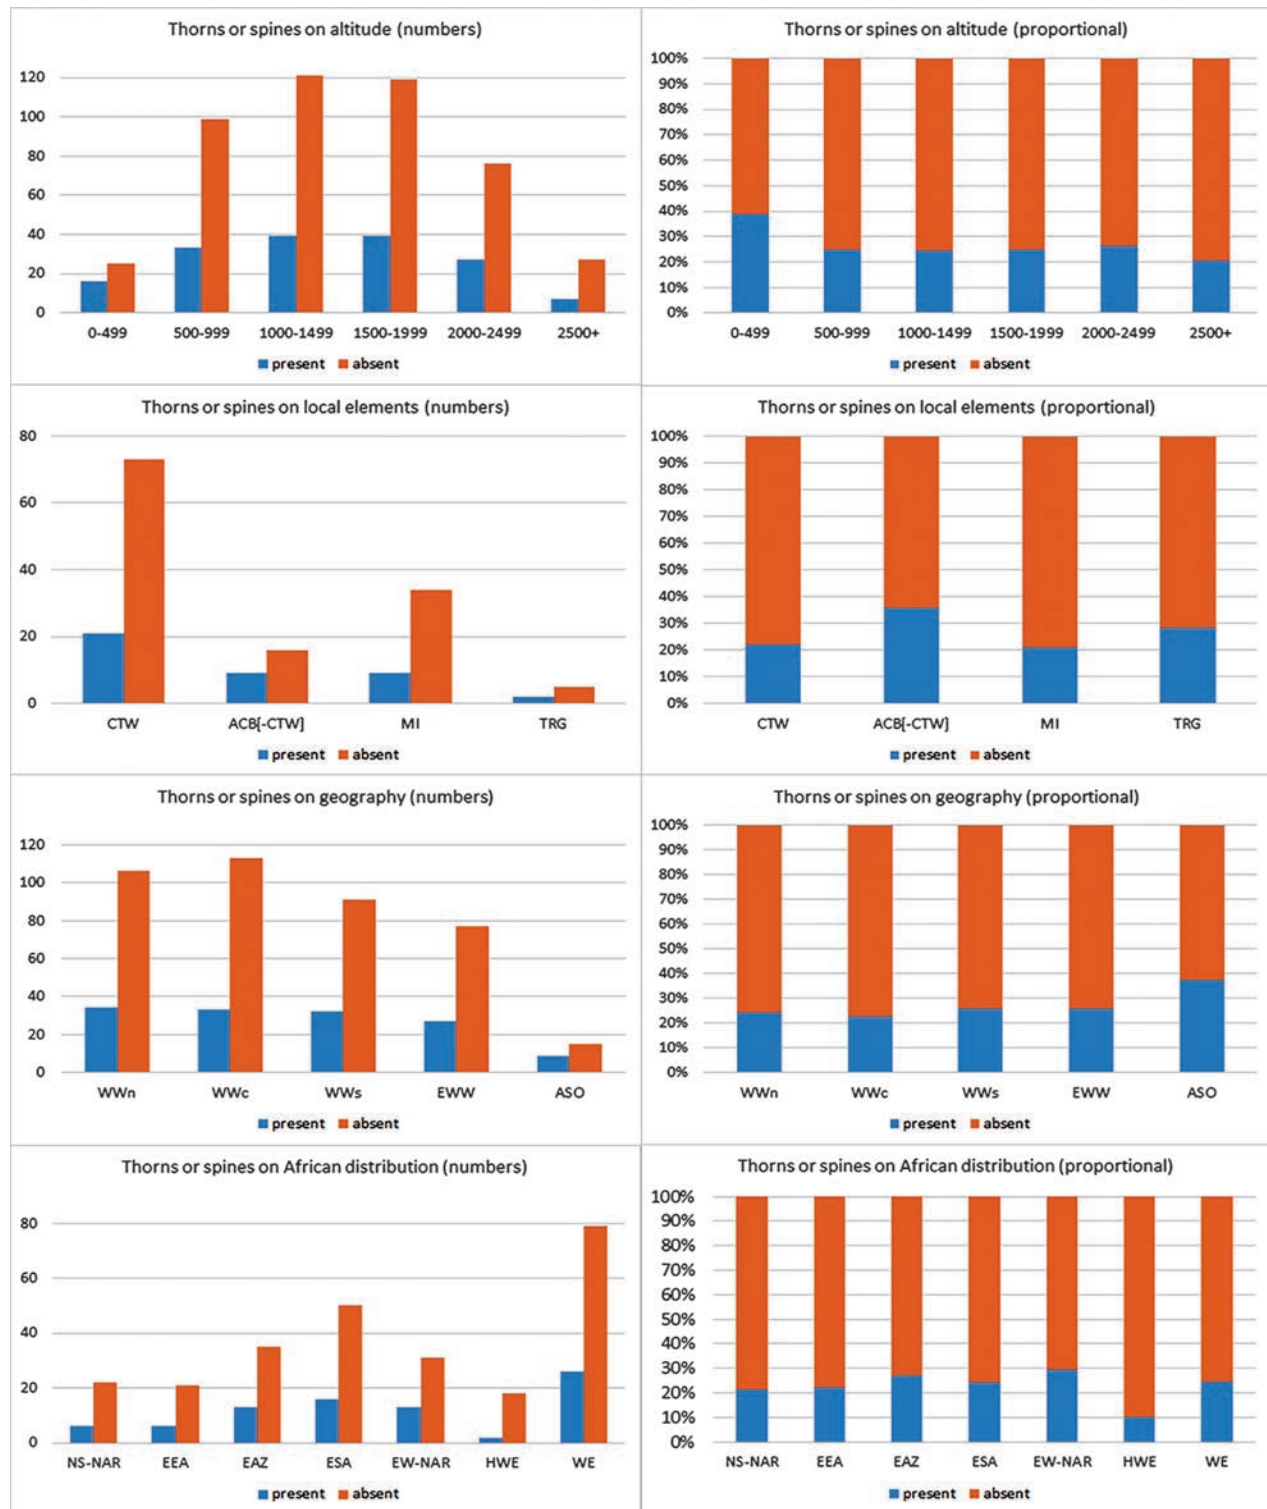 Thorns or spines on altitude (numbers)
120
100
80
60
40
20
0
0-499 500-999 1000-1499 1500-1999 2000-2499 2500+
present absent
Thorns or spines on altitude (proportional)
100%
90%
80%
70%
60%
50%
40%
30%
20%
10%
0%
0-499 500-999 1000-1499 1500-1999 2000-2499 2500+
present absent
Thorns or spines on local elements (numbers)
80
60
40
20
0
CTW ACB[-CTW] MI TRG
present absent
Thorns or spines on local elements (proportional)
100%
90%
80%
70%
60%
50%
40%
30%
20%
10%
0%
CTW ACB[-CTW] MI TRG
present absent
Thorns or spines on geography (numbers)
120
100
80
60
40
20
0
WWn WWc WWs EWW ASO
present absent
Thorns or spines on geography (proportional)
100%
90%
80%
70%
60%
50%
40%
30%
20%
10%
0%
WWn WWc WWs EWW ASO
present absent
Thorns or spines on African distribution (numbers)
80
60
40
20
0
NS-NAR EEA EAZ ESA EW-NAR HWE WE
present absent
Thorns or spines on African distribution (proportional)
100%
90%
80%
70%
60%
50%
40%
30%
20%
10%
0%
NS-NAR EEA EAZ ESA EW-NAR HWE WE
present absent